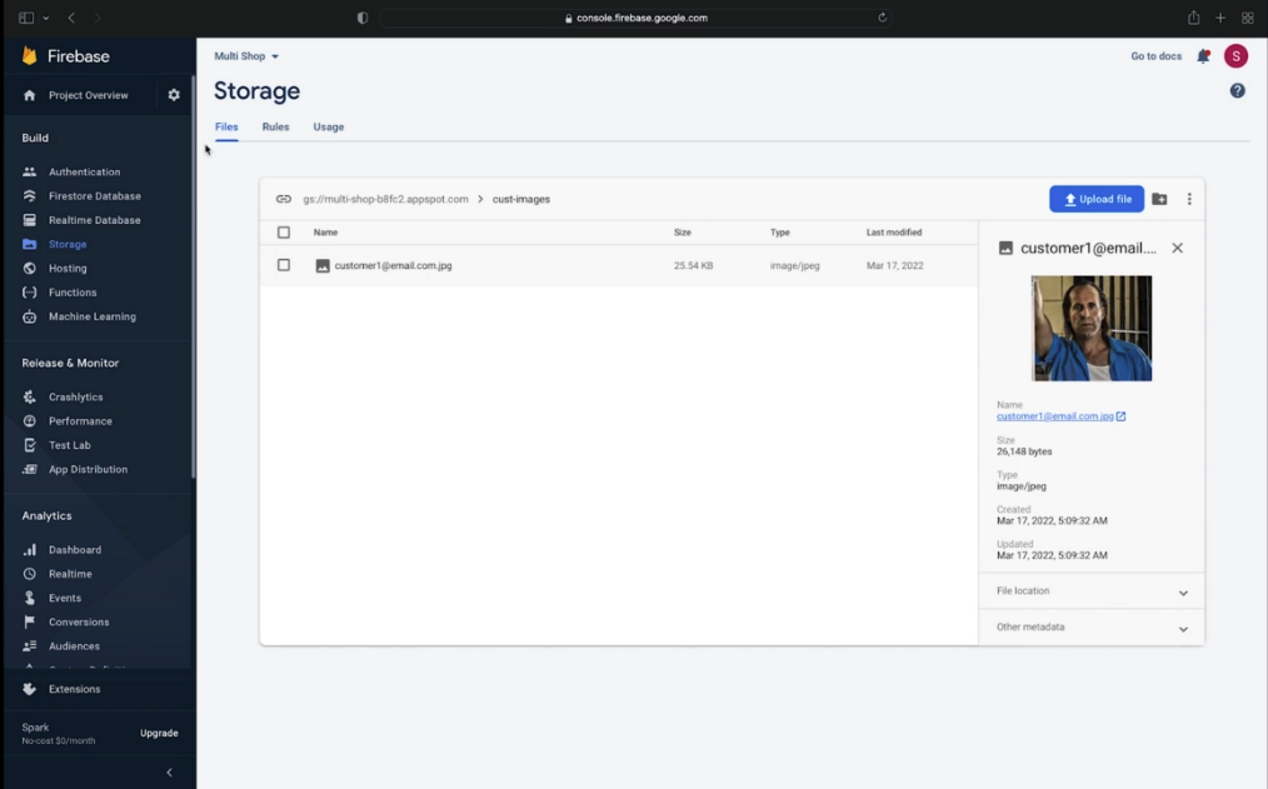 console.firebase.google.com
Firebase
Multi Shop
Go to docs
S
Project Overview
Storage
Files Rules Usage
Build
Authentication
Firestore Database
Realtime Database
Storage
Hosting
Functions
Machine Learning
Release & Monitor
Crashlytics
Performance
Test Lab
App Distribution
Analytics
Dashboard
Realtime
Events
Conversions
Audiences
Extensions
Spark
No-cost $0/month
Upgrade
gs://multi-shop-b8fc2.appspot.com > cust-images
Upload file
Name Size Type Last modified
customer1@email.com.jpg 25.54 KB image/jpeg Mar 17, 2022
customer1@email....
Name
customer1@email.com.jpg
Size
26,148 bytes
Type
image/jpeg
Created
Mar 17, 2022, 5:09:32 AM
Updated
Mar 17, 2022, 5:09:32 AM
File location
Other metadata